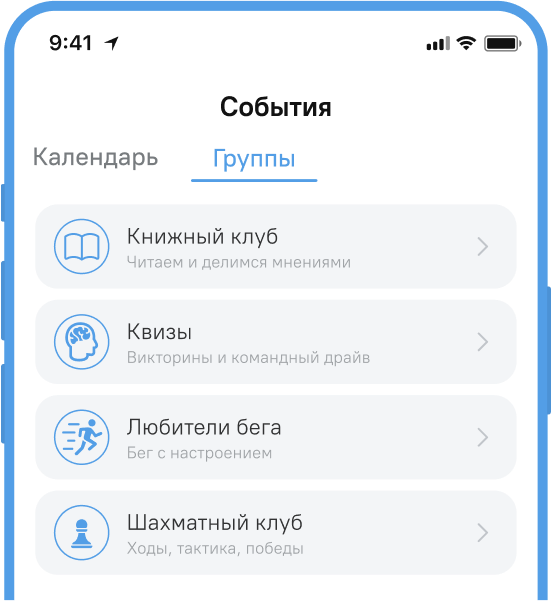 9:41
События
Календарь Группы
Книжный клуб
Читаем и делимся мнениями
Квизы
Викторины и командный драйв
Любители бега
Бег с настроением
Шахматный клуб
Ходы, тактика, победы